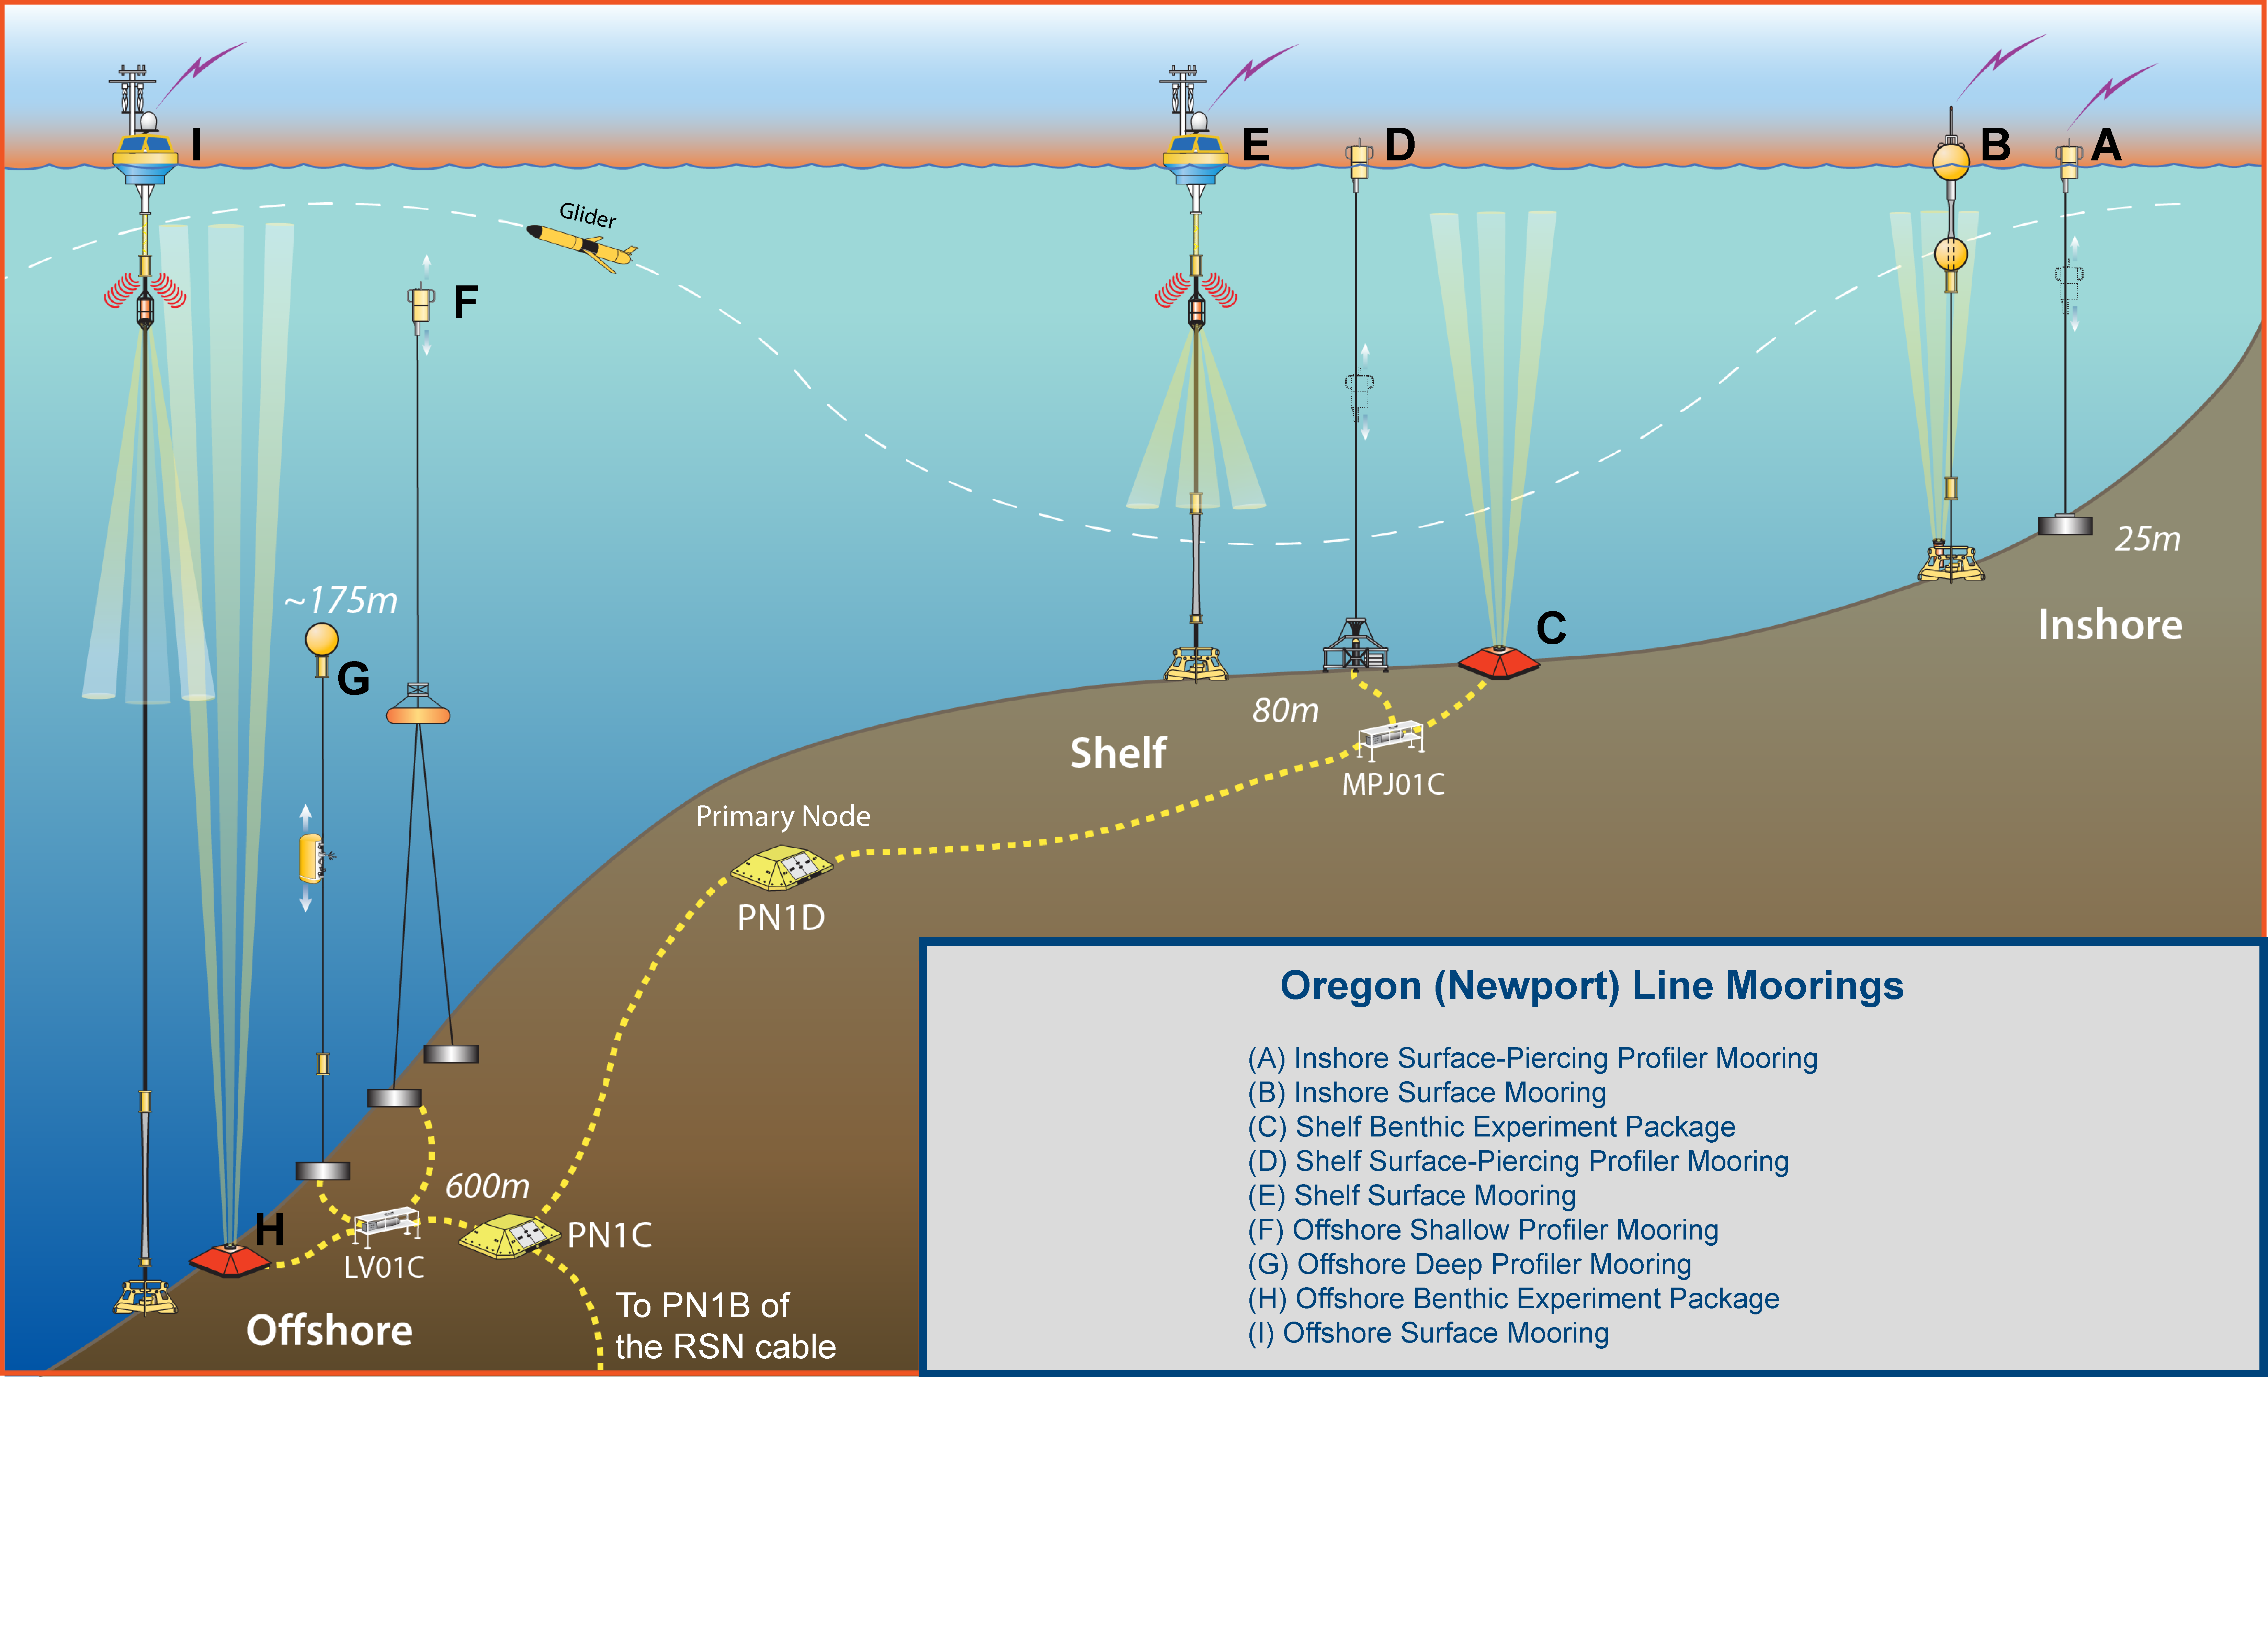 I
E
D
B
A
Glider
F
~175m
G
C
25m
Inshore
80m
Shelf
MPJ01C
Primary Node
PN1D
600m
H
PN1C
LV01C
Offshore
To PN1B of
the RSN cable
Oregon (Newport) Line Moorings
(A) Inshore Surface-Piercing Profiler Mooring
(B) Inshore Surface Mooring
(C) Shelf Benthic Experiment Package
(D) Shelf Surface-Piercing Profiler Mooring
(E) Shelf Surface Mooring
(F) Offshore Shallow Profiler Mooring
(G) Offshore Deep Profiler Mooring
(H) Offshore Benthic Experiment Package
(I) Offshore Surface Mooring